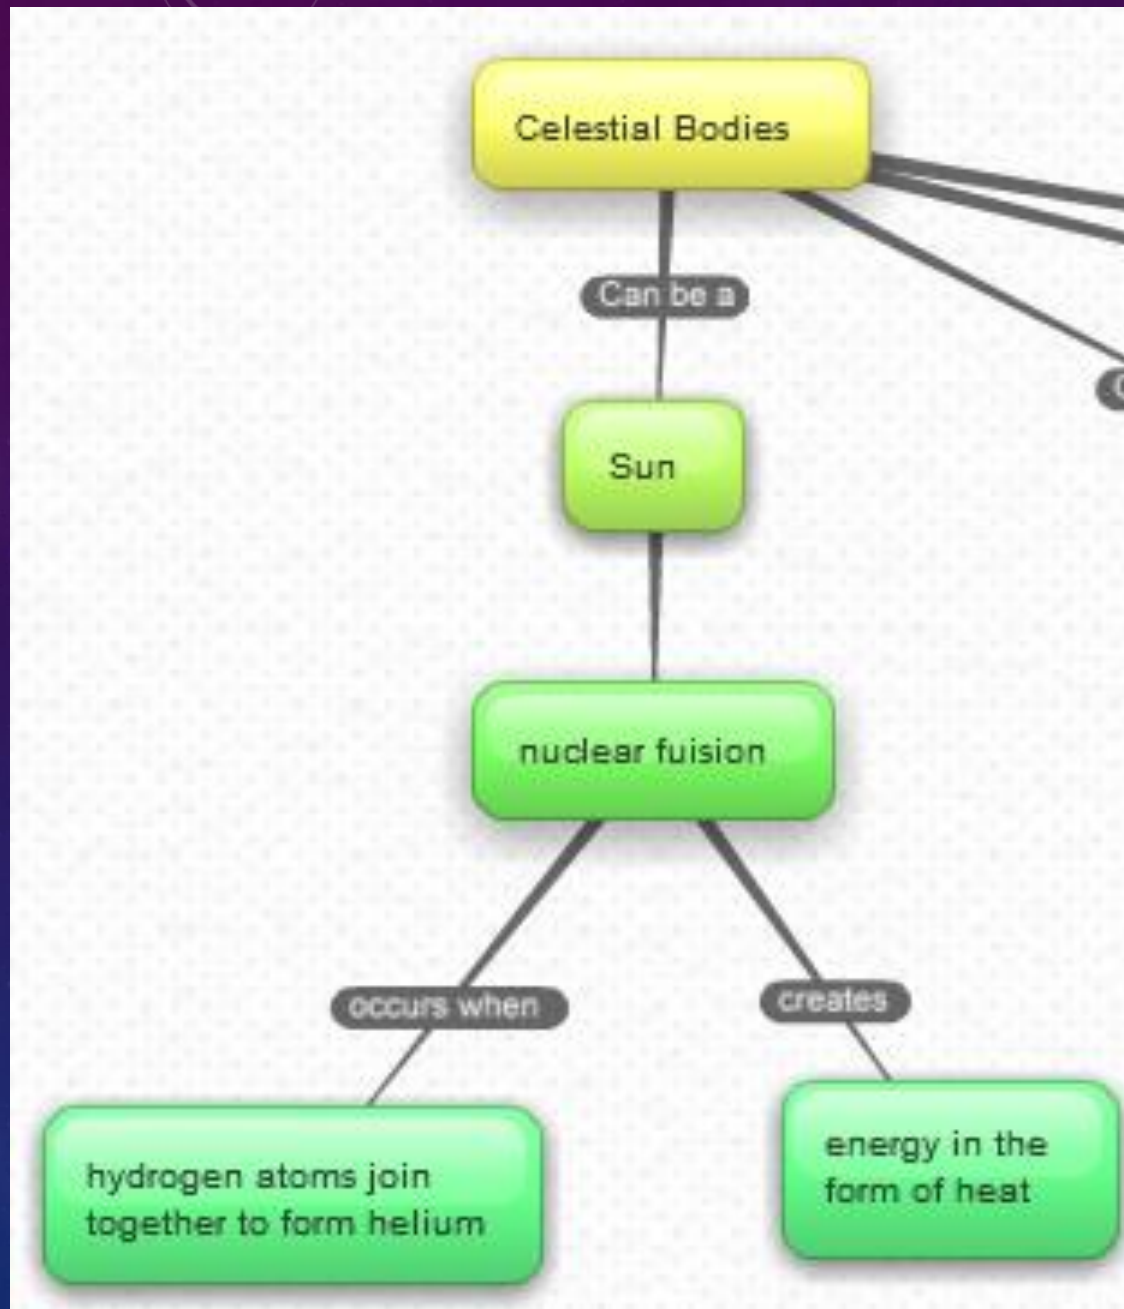 Celestial Bodies
Can be a
Sun
nuclear fuision
occurs when
creates
hydrogen atoms join
together to form helium
energy in the
form of heat